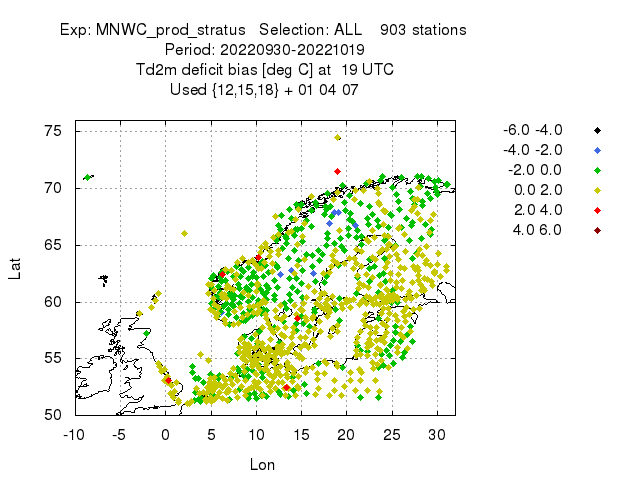 Exp: MNWC_prod_stratus   Selection: ALL    903 stations
Period: 20220930-20221019
Td2m deficit bias [deg C] at  19 UTC
Used {12,15,18} + 01 04 07
-6.0 -4.0
-4.0 -2.0
-2.0 0.0
0.0 2.0
2.0 4.0
4.0 6.0
75
70
65
60
55
50
Lat
-10 -5 0 5 10 15 20 25 30
Lon